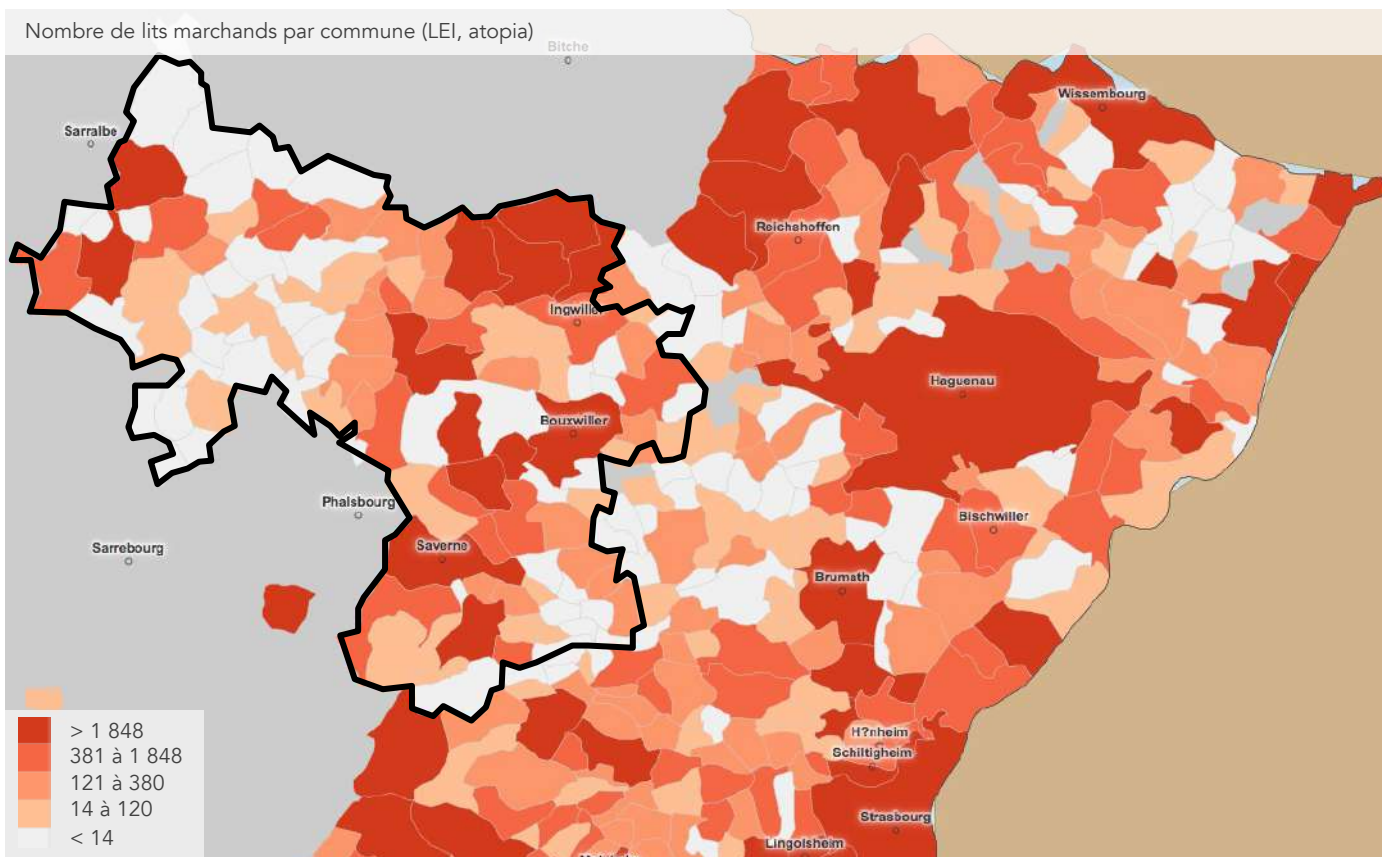 Nombre de lits marchands par commune (LEI, atopia)
Bitche
Wissembourg
Sarralbe
Reichshoffen
Ingwiller
Haguenau
Bouxwiller
Phalsbourg
Bischwiller
Sarrebourg
Saverne
Brumath
> 1 848
381 à 1 848
121 à 380
14 à 120
< 14
H?nheim
Schiltigheim
Strasbourg
Lingolsheim